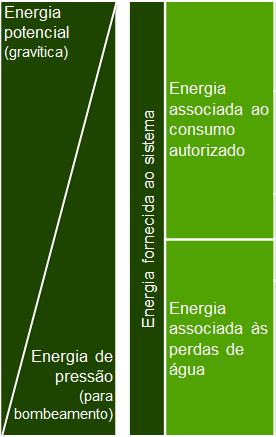 Energia
potencial
(gravítica)
Energia de
pressão
(para
bombeamento)
Energia fornecida ao sistema
Energia
associada ao
consumo
autorizado
Energia
associada às
perdas de
água